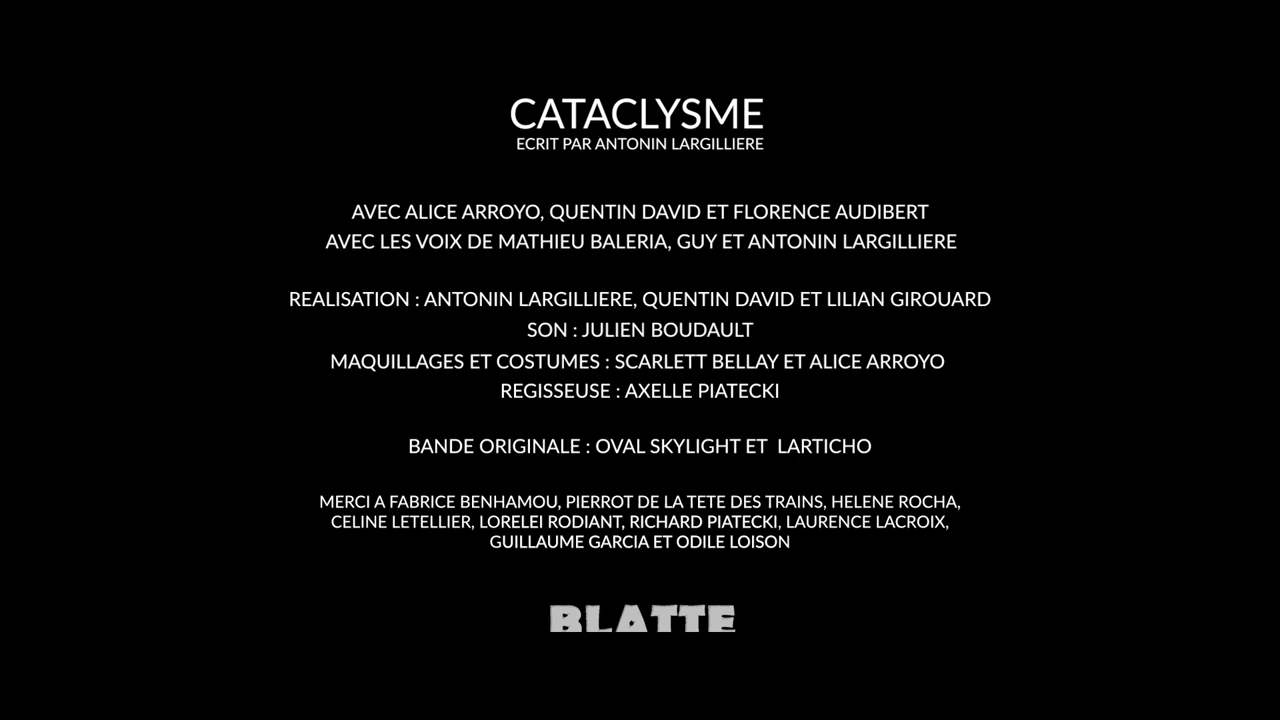 CATACLYSME
ECRIT PAR ANTONIN LARGILLIERE
AVEC ALICE ARROYO, QUENTIN DAVID ET FLORENCE AUDIBERT
AVEC LES VOIX DE MATHIEU BALERIA, GUY ET ANTONIN LARGILLIERE
REALISATION : ANTONIN LARGILLIERE, QUENTIN DAVID ET LILIAN GIROUARD
SON : JULIEN BOUDAULT
MAQUILLAGES ET COSTUMES : SCARLETT BELLAY ET ALICE ARROYO
REGISSEUSE : AXELLE PIATECKI
BANDE ORIGINALE : OVAL SKYLIGHT ET  LARTICHO
MERCI A FABRICE BENHAMOU, PIERROT DE LA TETE DES TRAINS, HELENE ROCHA,
CELINE LETELLIER, LORELEI RODIANT, RICHARD PIATECKI, LAURENCE LACROIX,
GUILLAUME GARCIA ET ODILE LOISON
BLATTE